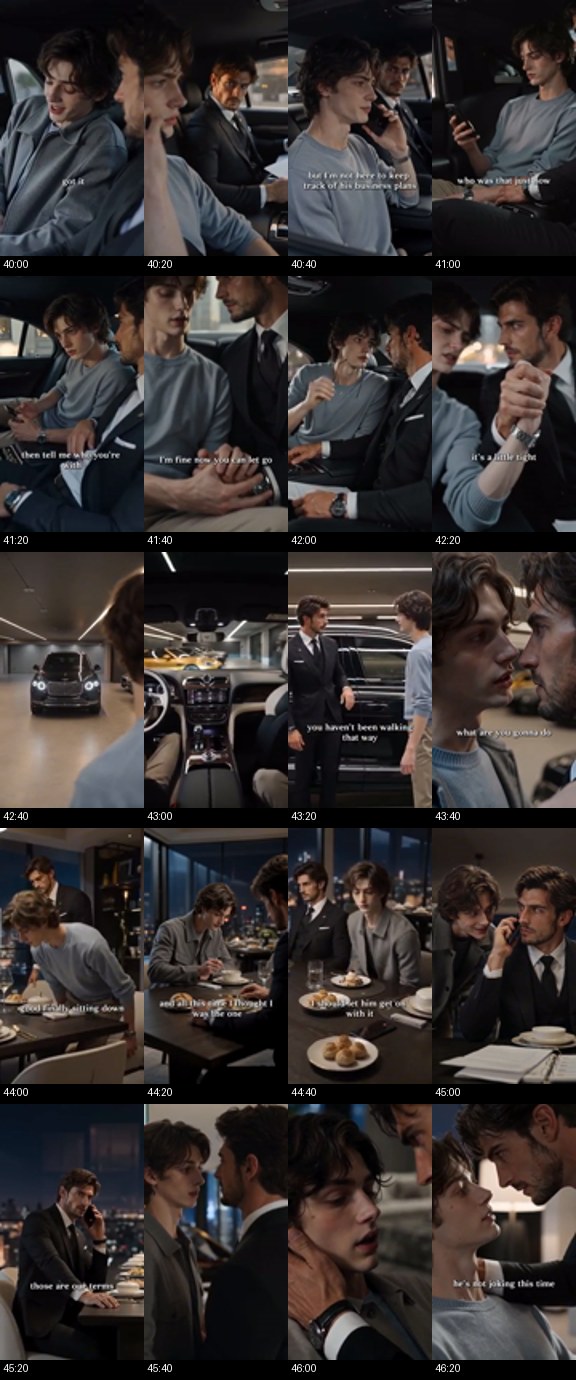 got it
40:00
40:20
but I'm not here to keep
track of his business plans
40:40
who was that just now
41:00
then tell me who you're
with
41:20
I'm fine now you can let go
41:40
42:00
it's a little tight
42:20
42:40
43:00
you haven't been walking
that way
43:20
what are you gonna do
43:40
good finally sitting down
44:00
and all this time I thought I
was the one
44:20
I should let him get on
with it
44:40
45:00
those are our terms
45:20
45:40
46:00
he's not joking this time
46:20